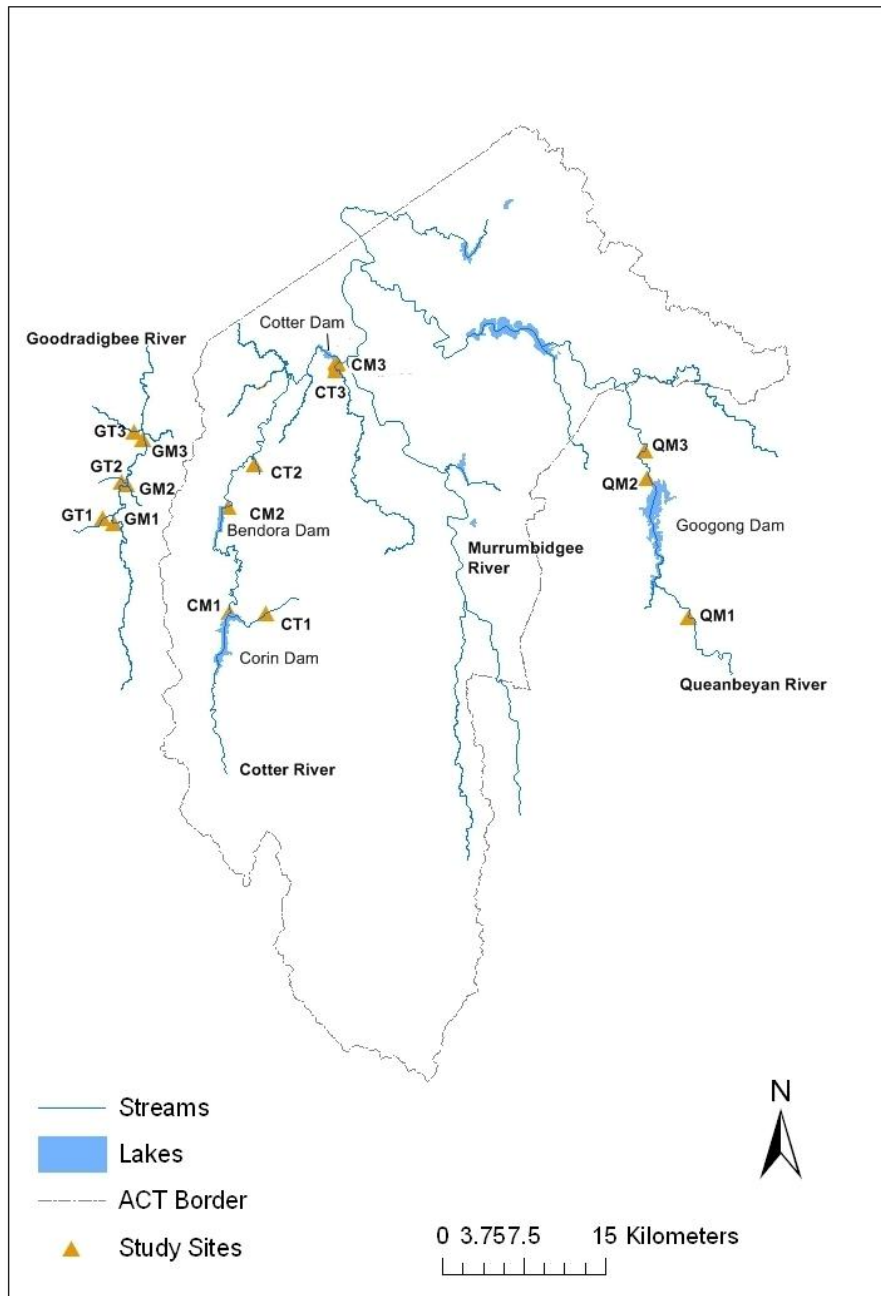 Cotter Dam
Goodradigbee River
CM3
CT3
GT3
GM3
QM3
GT2
CT2
GM2
QM2
GT1
GM1
CM2
Bendora Dam
Googong Dam
Murrumbidgee
River
CM1
CT1
QM1
Corin Dam
Queanbeyan River
Cotter River
N
Streams
Lakes
ACT Border
Study Sites
0 3.757.5 15 Kilometers